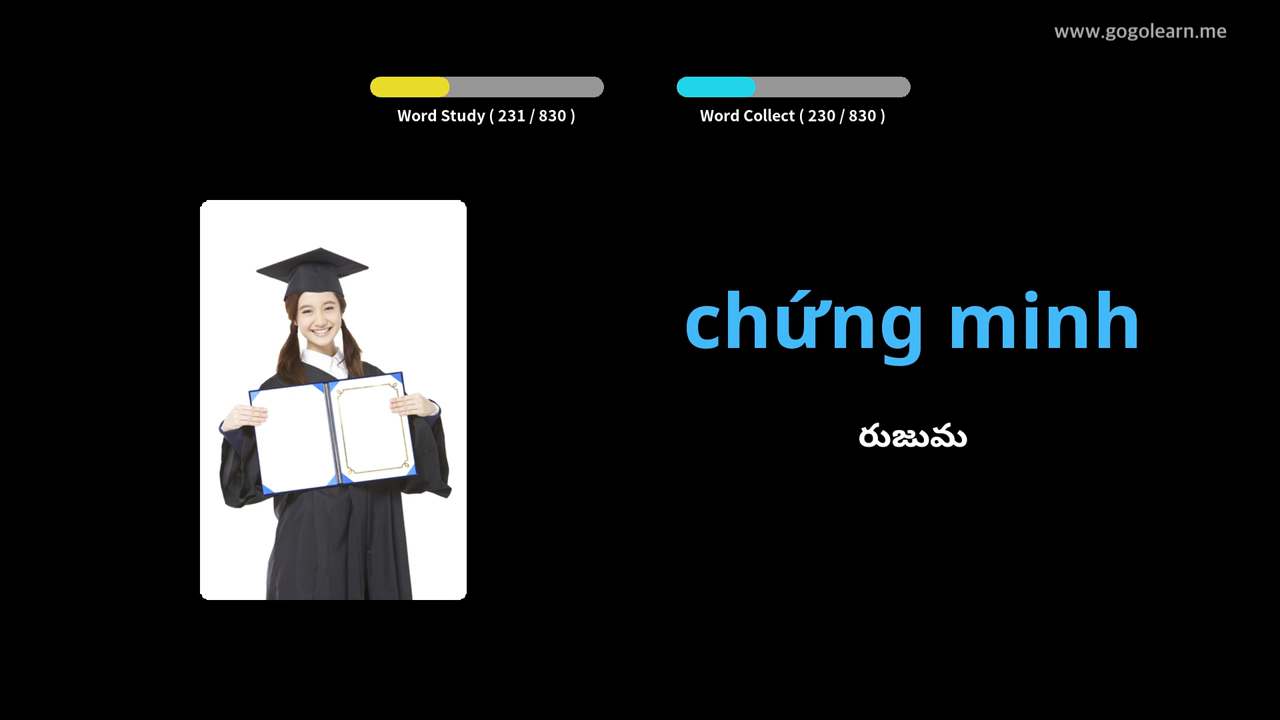 www.gogolearn.me
Word Study ( 231 / 830 )
Word Collect ( 230 / 830 )
chứng minh
రుజుమ